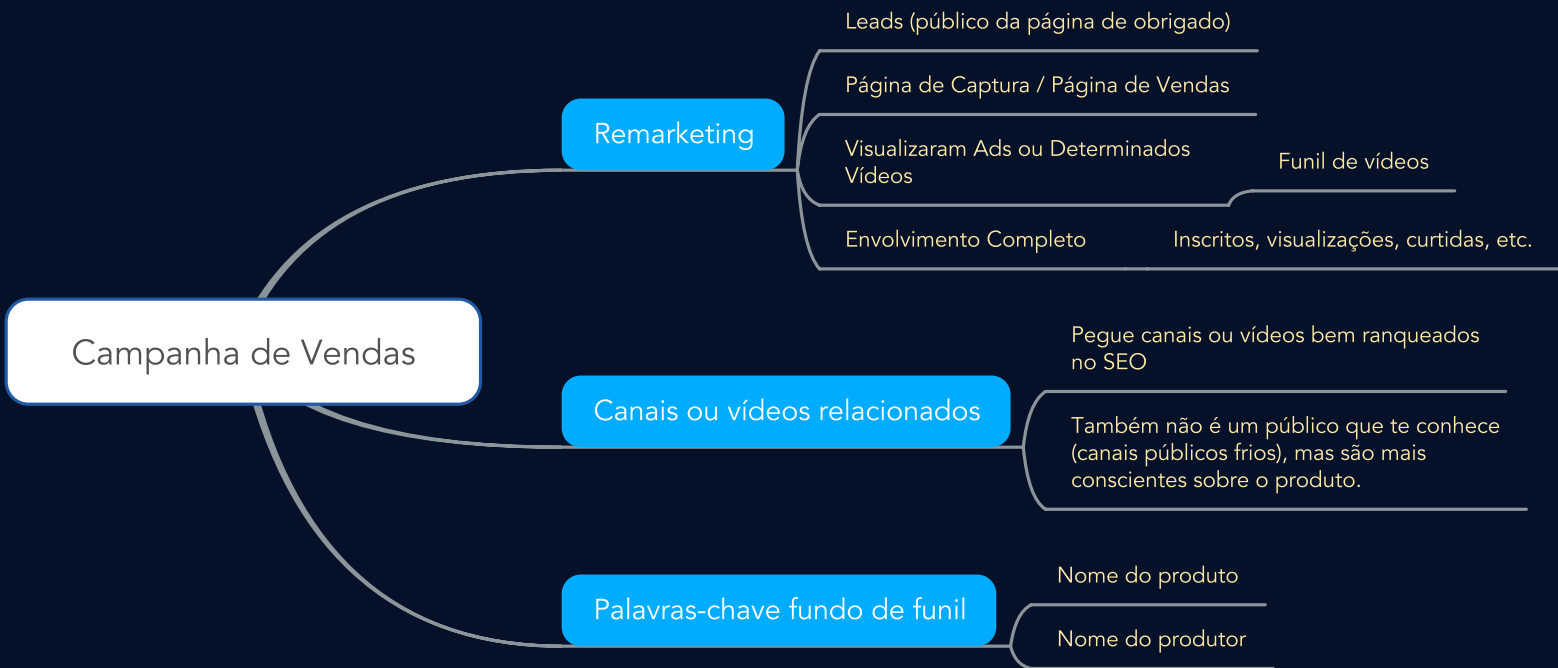 Leads (público da página de obrigado)
Página de Captura / Página de Vendas
Remarketing
Visualizaram Ads ou Determinados
Vídeos
Funil de vídeos
Envolvimento Completo
Inscritos, visualizações, curtidas, etc.
Campanha de Vendas
Pegue canais ou vídeos bem ranqueados
no SEO
Canais ou vídeos relacionados
Também não é um público que te conhece
(canais públicos frios), mas são mais
conscientes sobre o produto.
Palavras-chave fundo de funil
Nome do produto
Nome do produtor